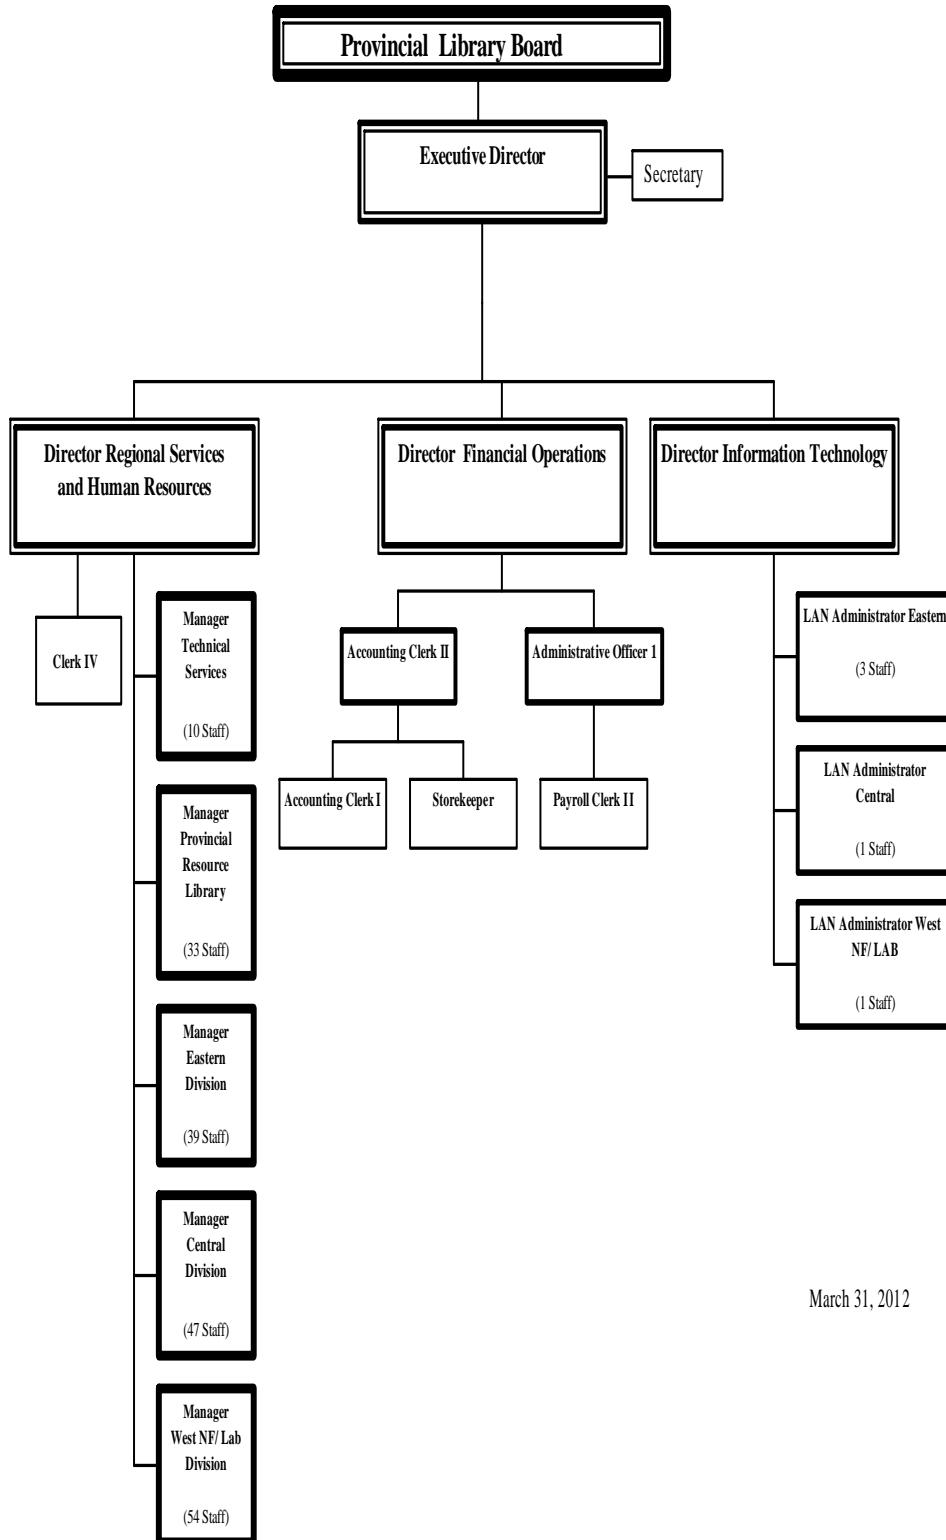 Provincial Library Board
Executive Director
Secretary
Director Regional Services
and Human Resources
Director Financial Operations
Director Information Technology
Clerk IV
Manager
Technical
Services
(10 Staff)
Manager
Provincial
Resource
Library
(33 Staff)
Manager
Eastern
Division
(39 Staff)
Manager
Central
Division
(47 Staff)
Manager
West NF/ Lab
Division
(54 Staff)
Accounting Clerk II
Administrative Officer 1
Accounting Clerk I
Storekeeper
Payroll Clerk II
LAN Administrator Eastern
(3 Staff)
LAN Administrator
Central
(1 Staff)
LAN Administrator West
NF/ LAB
(1 Staff)
March 31, 2012